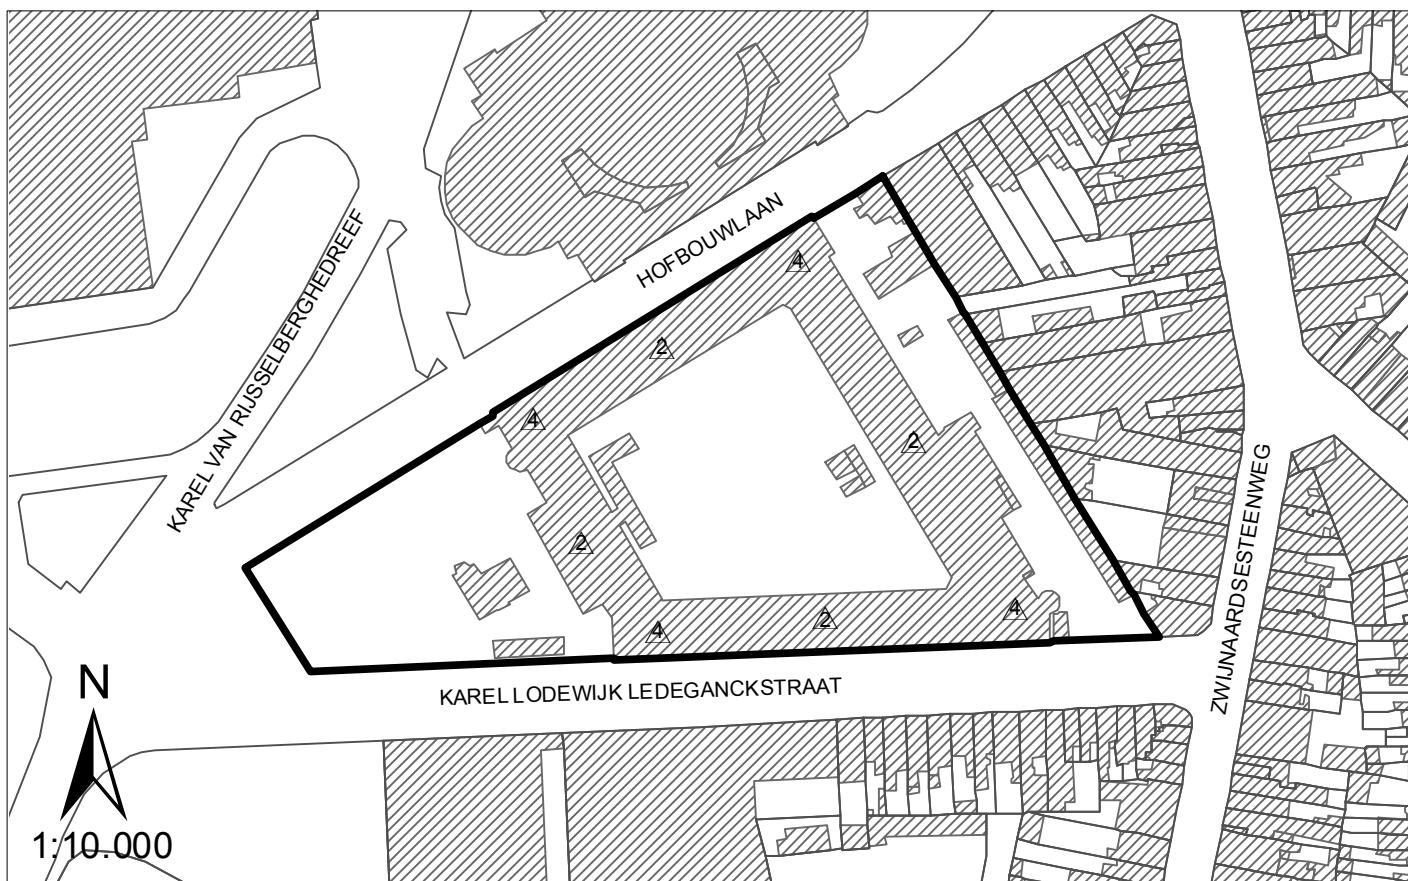 HOFBOUWLAAN
KAREL VAN RIJSSELBERGHEDREEF
4
2
4
2
2
4
2
4
ZWIJNAARDSESTEENWEG
KAREL LODEWIJK LEDEGANCKSTRAAT
N
1:10.000